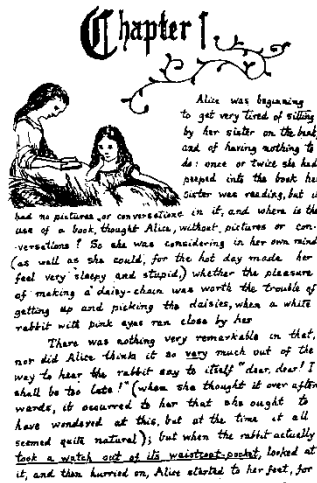 Chapter 1
Alice was beginning
to get very tired of sitting
by her sister on the bank,
and of having nothing to
do: once or twice she had
peeped into the book her
sister was reading, but it
had no pictures or conversations in it, and where is the
use of a book, thought Alice, without pictures or con-
-versations? So she was considering in her own mind,
(as well as she could, for the hot day made her
feel very sleepy and stupid,) whether the pleasure
of making a daisy-chain was worth the trouble of
getting up and picking the daisies, when a white
rabbit with pink eyes ran close by her.
There was nothing very remarkable in that,
nor did Alice think it so very much out of the
way to hear the rabbit say to itself "dear, dear! I
shall be too late!" (when she thought it over after-
wards, it occurred to her that she ought to
have wondered at this, but at the time it all
seemed quite natural); but when the rabbit actually
took a watch out of its waistcoat-pocket, looked at
it, and then hurried on, Alice started to her feet, for